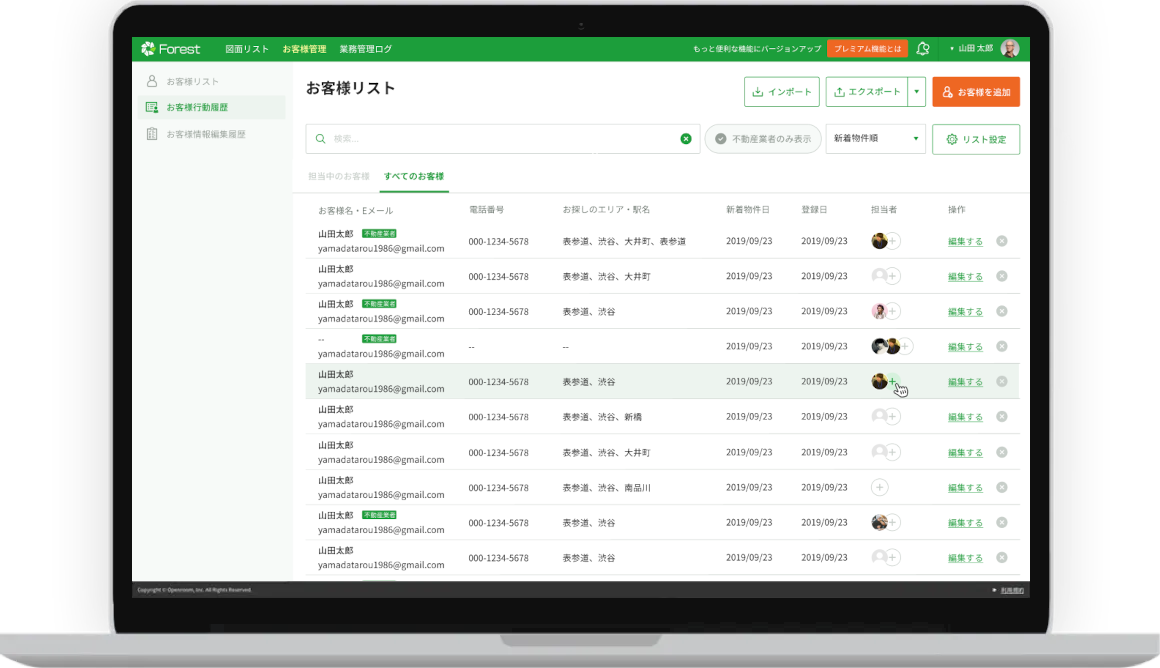 Forest 図面リスト お客様管理 業務管理ログ もっと便利な機能にバージョンアップ プレミアム機能とは 山田 太郎
お客様リスト
お客様行動履歴
お客様情報編集履歴
お客様リスト インポート エクスポート お客様を追加
検索... 不動産業者のみ表示 新着物件順 リスト設定
担当中のお客様 すべてのお客様
お客様名・Eメール 電話番号 お探しのエリア・駅名 新着物件日 登録日 担当者 操作
山田太郎 不動産業者
yamadatarou1986@gmail.com 000-1234-5678 表参道、渋谷、大井町、表参道 2019/09/23 2019/09/23 編集する
山田太郎
yamadatarou1986@gmail.com 000-1234-5678 表参道、渋谷、大井町 2019/09/23 2019/09/23 編集する
山田太郎 不動産業者
yamadatarou1986@gmail.com 000-1234-5678 表参道、渋谷 2019/09/23 2019/09/23 編集する
-- 不動産業者
yamadatarou1986@gmail.com -- -- 2019/09/23 2019/09/23 編集する
山田太郎
yamadatarou1986@gmail.com 000-1234-5678 表参道、渋谷 2019/09/23 2019/09/23 編集する
山田太郎
yamadatarou1986@gmail.com 000-1234-5678 表参道、渋谷、新橋 2019/09/23 2019/09/23 編集する
山田太郎
yamadatarou1986@gmail.com 000-1234-5678 表参道、渋谷、大井町 2019/09/23 2019/09/23 編集する
山田太郎
yamadatarou1986@gmail.com 000-1234-5678 表参道、渋谷、南品川 2019/09/23 2019/09/23 編集する
山田太郎 不動産業者
yamadatarou1986@gmail.com 000-1234-5678 表参道、渋谷 2019/09/23 2019/09/23 編集する
山田太郎
yamadatarou1986@gmail.com 000-1234-5678 表参道、渋谷 2019/09/23 2019/09/23 編集する
Copyright © Openroom, Inc. All Rights Reserved. 利用規約